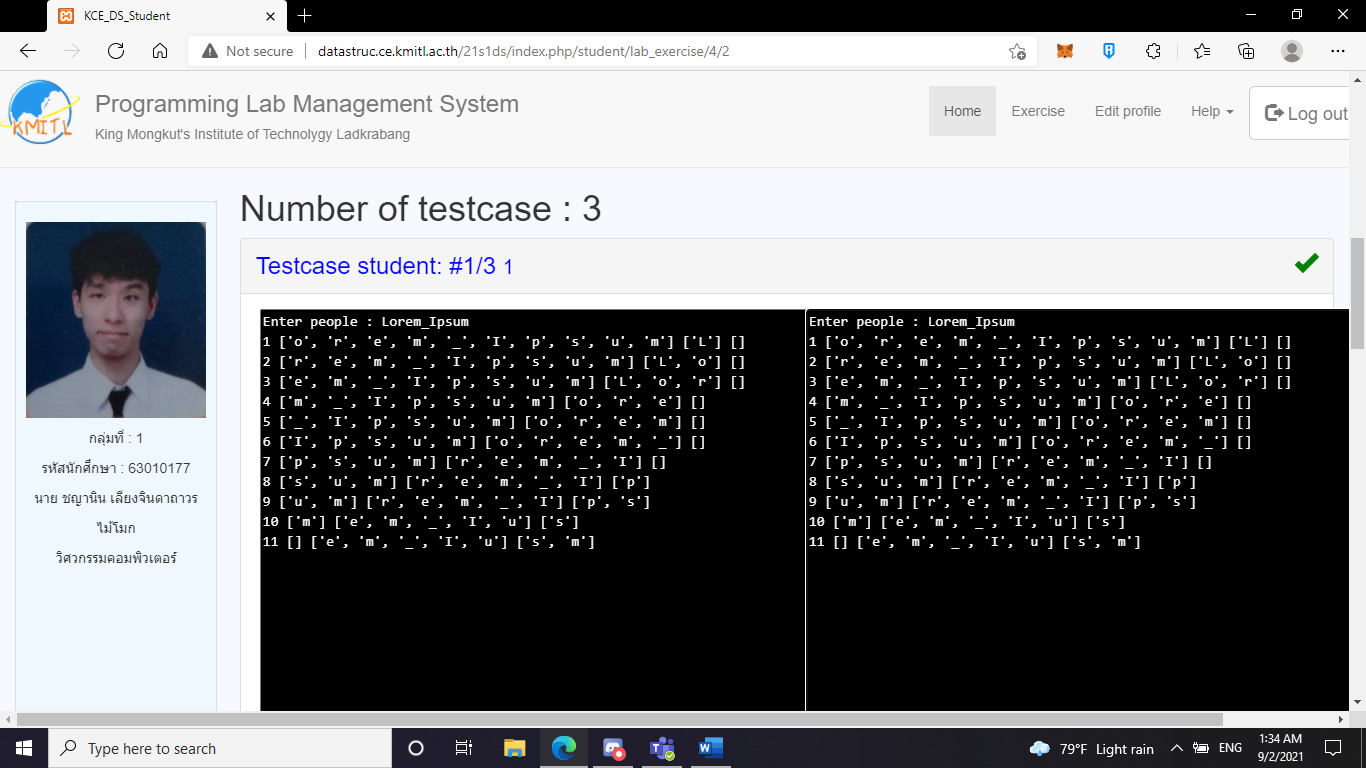 KCE_DS_Student
Not secure
datastruc.ce.kmitl.ac.th/21s1ds/index.php/student/lab_exercise/4/2
KMITL
Programming Lab Management System
King Mongkut's Institute of Technolygy Ladkrabang
Home
Exercise
Edit profile
Help
Log out
กลุ่มที่ : 1
รหัสนักศึกษา : 63010177
นาย ชญานิน เลียงจินดาถาวร
ไม้โมก
วิศวกรรมคอมพิวเตอร์
Number of testcase : 3
Testcase student: #1/3 1
Enter people : Lorem_Ipsum
1 ['o', 'r', 'e', 'm', '_', 'I', 'p', 's', 'u', 'm'] ['L'] []
2 ['r', 'e', 'm', '_', 'I', 'p', 's', 'u', 'm'] ['L', 'o'] []
3 ['e', 'm', '_', 'I', 'p', 's', 'u', 'm'] ['L', 'o', 'r'] []
4 ['m', '_', 'I', 'p', 's', 'u', 'm'] ['o', 'r', 'e'] []
5 ['_', 'I', 'p', 's', 'u', 'm'] ['o', 'r', 'e', 'm'] []
6 ['I', 'p', 's', 'u', 'm'] ['o', 'r', 'e', 'm', '_'] []
7 ['p', 's', 'u', 'm'] ['r', 'e', 'm', '_', 'I'] []
8 ['s', 'u', 'm'] ['r', 'e', 'm', '_', 'I'] ['p']
9 ['u', 'm'] ['r', 'e', 'm', '_', 'I'] ['p', 's']
10 ['m'] ['e', 'm', '_', 'I', 'u'] ['s']
11 [] ['e', 'm', '_', 'I', 'u'] ['s', 'm']
Enter people : Lorem_Ipsum
1 ['o', 'r', 'e', 'm', '_', 'I', 'p', 's', 'u', 'm'] ['L'] []
2 ['r', 'e', 'm', '_', 'I', 'p', 's', 'u', 'm'] ['L', 'o'] []
3 ['e', 'm', '_', 'I', 'p', 's', 'u', 'm'] ['L', 'o', 'r'] []
4 ['m', '_', 'I', 'p', 's', 'u', 'm'] ['o', 'r', 'e'] []
5 ['_', 'I', 'p', 's', 'u', 'm'] ['o', 'r', 'e', 'm'] []
6 ['I', 'p', 's', 'u', 'm'] ['o', 'r', 'e', 'm', '_'] []
7 ['p', 's', 'u', 'm'] ['r', 'e', 'm', '_', 'I'] []
8 ['s', 'u', 'm'] ['r', 'e', 'm', '_', 'I'] ['p']
9 ['u', 'm'] ['r', 'e', 'm', '_', 'I'] ['p', 's']
10 ['m'] ['e', 'm', '_', 'I', 'u'] ['s']
11 [] ['e', 'm', '_', 'I', 'u'] ['s', 'm']
Type here to search
79°F Light rain
ENG
1:34 AM
9/2/2021